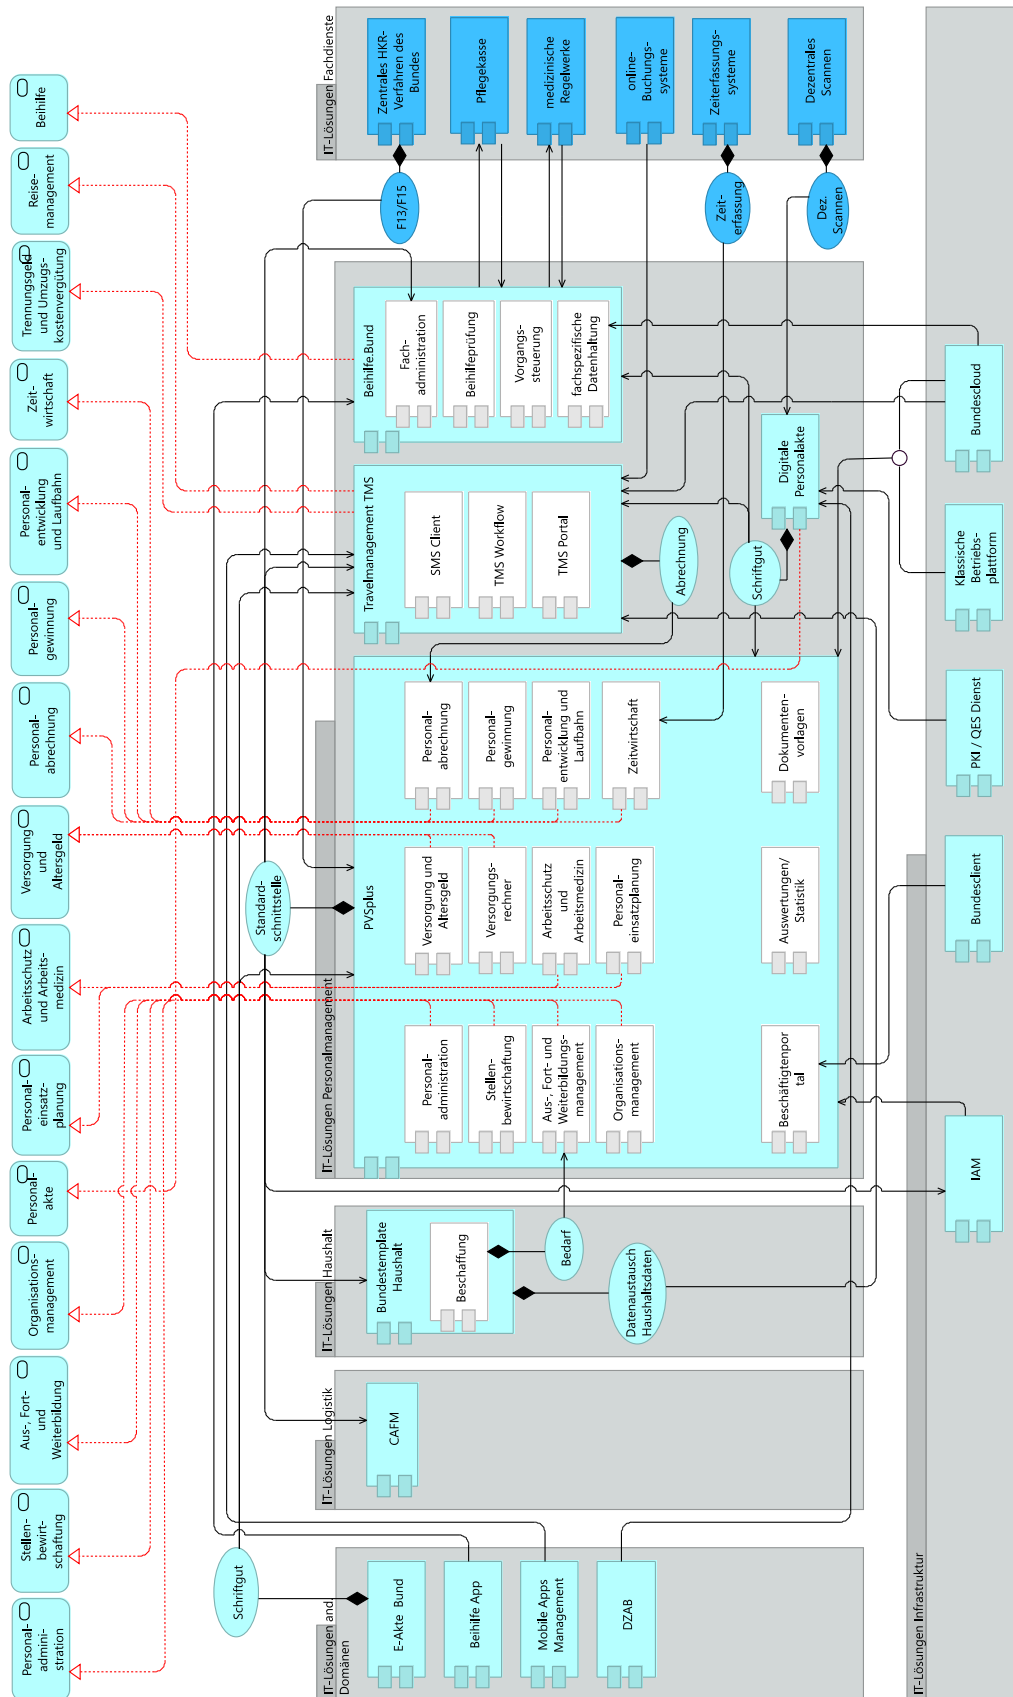 Personal-
admini-
stration
Stellen-
bewirt-
schaftung
Aus-, Fort-
und
Weiterbildung
Organisations-
management
Personal-
akte
Personal-
einsatz-
planung
Arbeitsschutz
und Arbeits-
medizin
Versorgung
und
Altersgeld
Personal-
abrechnung
Personal-
gewinnung
Personal-
entwicklung
und Laufbahn
Zeit-
wirtschaft
Trennungsgeld
und Umzugs-
kostenvergütung
Reise-
management
Beihilfe
Schriftgut
Standard-
schnittstelle
IT-Lösungen and.
Domänen
E-Akte Bund
Beihilfe App
Mobile Apps
Management
DZAB
IT-Lösungen Logistik
CAFM
IT-Lösungen Haushalt
Bundestemplate
Haushalt
Beschaffung
Bedarf
Datenaustausch
Haushaltsdaten
IT-Lösungen Personalmanagement
PVSplus
Personal-
administration
Stellen-
bewirtschaftung
Aus-, Fort- und
Weiterbildungs-
management
Organisations-
management
Beschäftigtenpor
tal
Versorgung und
Altersgeld
Versorgungs-
rechner
Arbeitsschutz
und
Arbeitsmedizin
Personal-
einsatzplanung
Auswertungen/
Statistik
Personal-
abrechnung
Personal-
gewinnung
Personal-
entwicklung und
Laufbahn
Zeitwirtschaft
Dokumenten-
vorlagen
Travelmanagement TMS
SMS Client
TMS Workflow
TMS Portal
Abrechnung
Schriftgut
Digitale
Personalakte
Beihilfe.Bund
Fach-
administration
Beihilfeprüfung
Vorgangs-
steuerung
fachspezifische
Datenhaltung
F13/F15
Zeit-
erfassung
Dez.
Scannen
IT-Lösungen Fachdienste
Zentrales HKR-
Verfahren des
Bundes
Pflegekasse
medizinische
Regelwerke
online-
Buchungs-
systeme
Zeiterfassungs-
systeme
Dezentrales
Scannen
IT-Lösungen Infrastruktur
IAM
Bundesclient
PKI / QES Dienst
Klassische
Betriebs-
plattform
Bundescloud